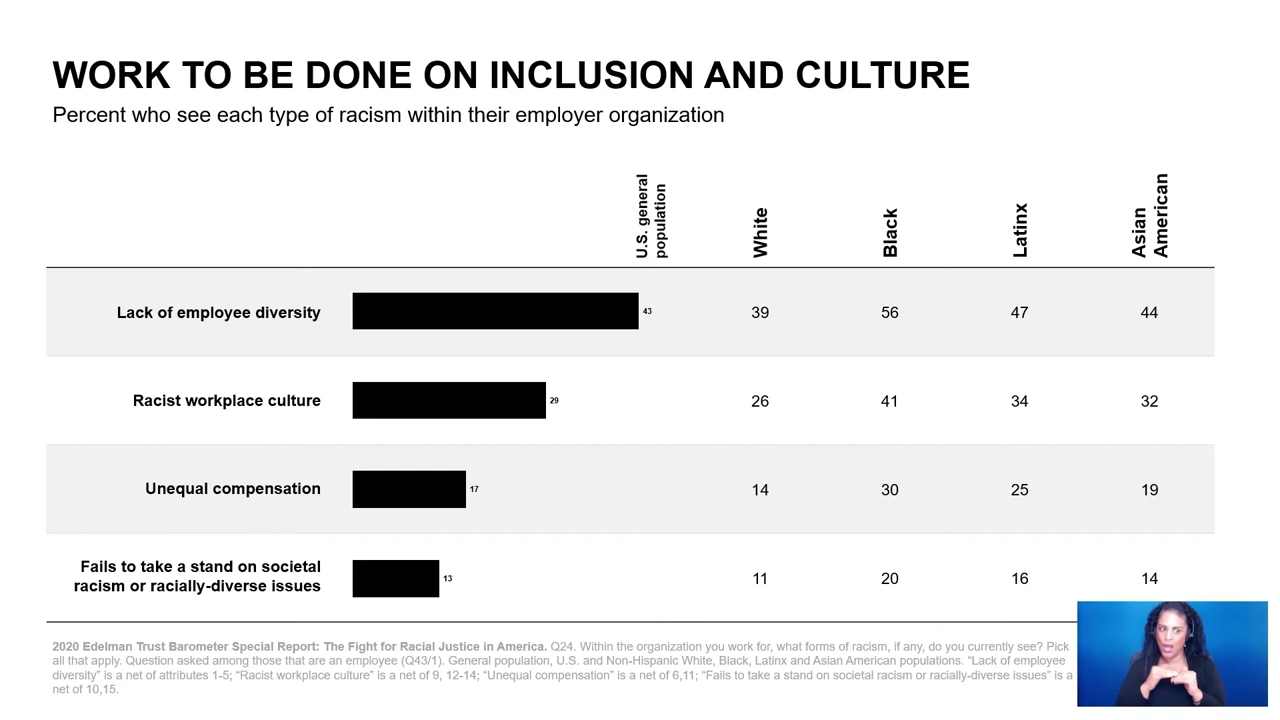 WORK TO BE DONE ON INCLUSION AND CULTURE
Percent who see each type of racism within their employer organization
U.S. general
population
White
Black
Latinx
Asian
American
Lack of employee diversity 43 39 56 47 44
Racist workplace culture 29 26 41 34 32
Unequal compensation 17 14 30 25 19
Fails to take a stand on societal
racism or racially-diverse issues 13 11 20 16 14
2020 Edelman Trust Barometer Special Report: The Fight for Racial Justice in America. Q24. Within the organization you work for, what forms of racism, if any, do you currently see? Pick
all that apply. Question asked among those that are an employee (Q43/1). General population, U.S. and Non-Hispanic White, Black, Latinx and Asian American populations. “Lack of employee
diversity” is a net of attributes 1-5; “Racist workplace culture” is a net of 9, 12-14; “Unequal compensation” is a net of 6,11; “Fails to take a stand on societal racism or racially-diverse issues” is a
net of 10,15.